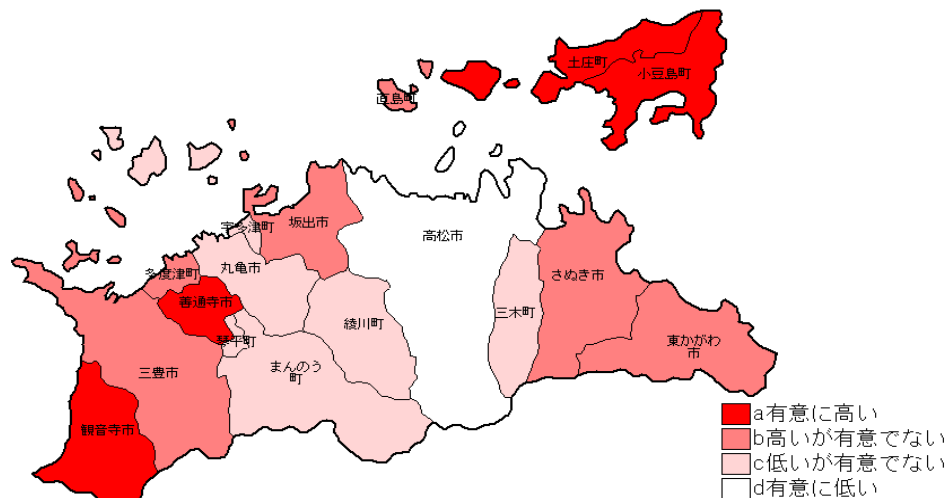 土庄町
小豆島町
直島町
宇多津町
坂出市
高松市
多度津町
丸亀市
さぬき市
善通寺市
綾川町
三木町
琴平町
まんのう
町
東かがわ
市
三豊市
観音寺市
a有意に高い
b高いが有意でない
c低いが有意でない
d有意に低い